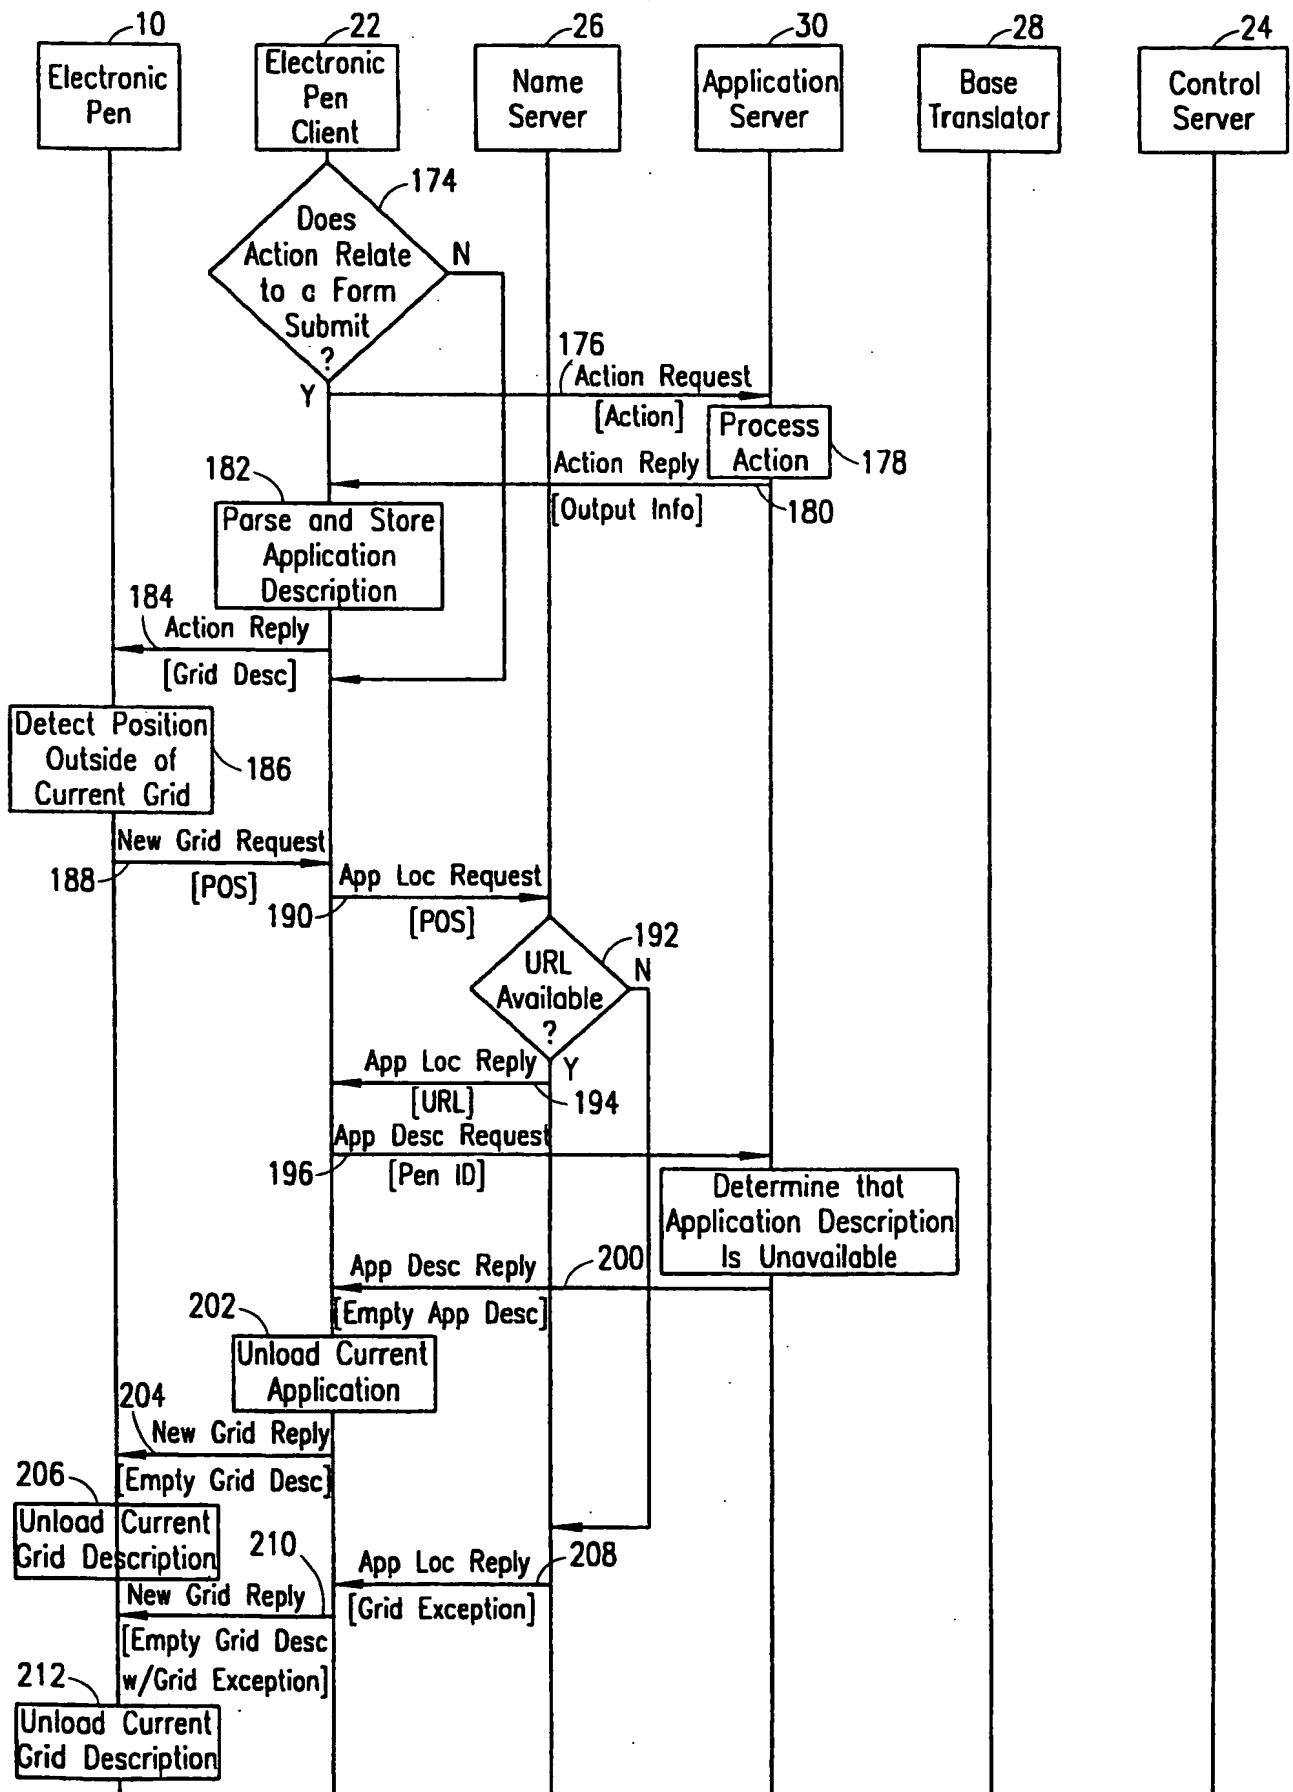 10
22
26
30
28
24
Electronic
Pen
Electronic
Pen
Client
Name
Server
Application
Server
Base
Translator
Control
Server
174
Does
Action Relate
to a Form
Submit
?
N
Y
176
Action Request
[Action]
Process
Action
178
Action Reply
[Output Info]
180
182
Parse and Store
Application
Description
184
Action Reply
[Grid Desc]
Detect Position
Outside of
Current Grid
186
New Grid Request
188
[POS]
App Loc Request
190
[POS]
192
URL
Available
?
N
Y
App Loc Reply
[URL]
194
App Desc Request
196
[Pen ID]
Determine that
Application Description
Is Unavailable
App Desc Reply
200
[Empty App Desc]
202
Unload Current
Application
204
New Grid Reply
[Empty Grid Desc]
206
Unload Current
Grid Description
App Loc Reply
208
[Grid Exception]
210
New Grid Reply
[Empty Grid Desc
w/Grid Exception]
212
Unload Current
Grid Description